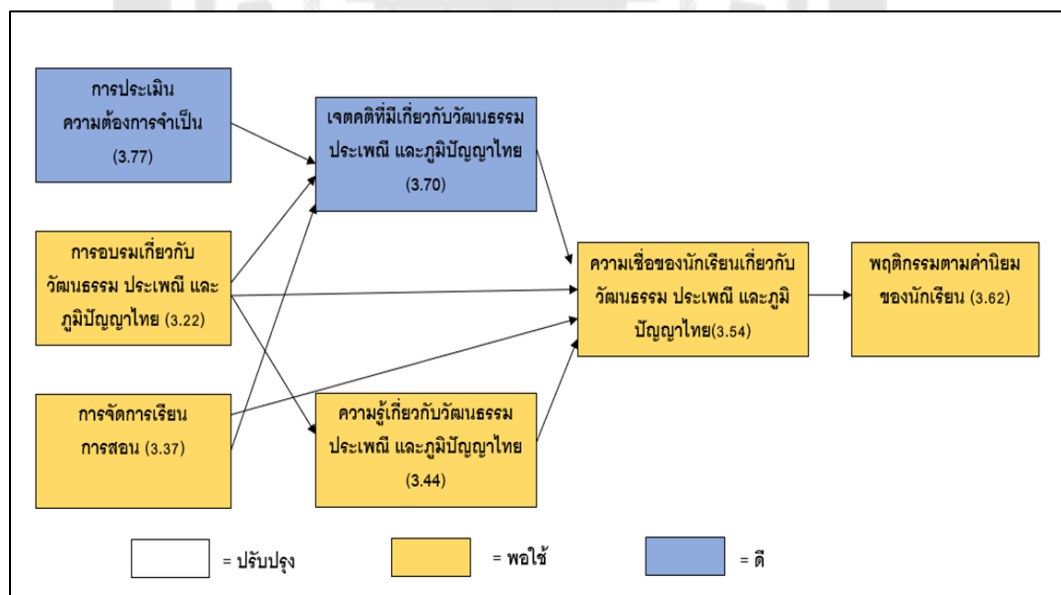 การประเมิน
ความต้องการจำเป็น
(3.77)
เจตคติที่มีเกี่ยวกับวัฒนธรรม
ประเพณี และภูมิปัญญาไทย
(3.70)
การอบรมเกี่ยวกับ
วัฒนธรรม ประเพณี และ
ภูมิปัญญาไทย (3.22)
ความเชื่อของนักเรียนเกี่ยวกับ
วัฒนธรรม ประเพณี และภูมิ
ปัญญาไทย(3.54)
พฤติกรรมตามค่านิยม
ของนักเรียน (3.62)
การจัดการเรียน
การสอน (3.37)
ความรู้เกี่ยวกับวัฒนธรรม
ประเพณี และภูมิปัญญาไทย
(3.44)
= ปรับปรุง
= พอใช้
= ดี